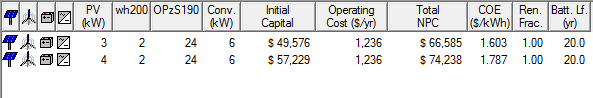 PV (kW) wh200 OPzS190 Conv. (kW) Initial Capital Operating Cost ($/yr) Total NPC COE ($/kWh) Ren. Frac. Batt. Lf. (yr)
3 2 24 6 $ 49,576 1,236 $ 66,585 1.603 1.00 20.0
4 2 24 6 $ 57,229 1,236 $ 74,238 1.787 1.00 20.0